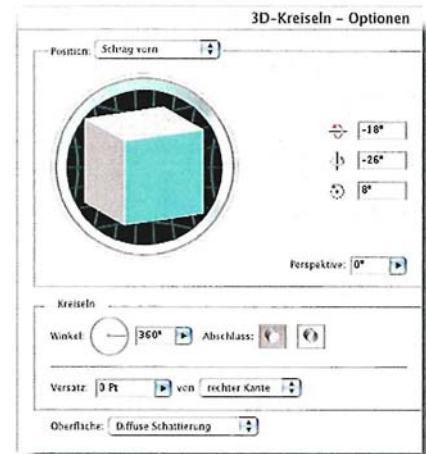 3D-Kreiseln – Optionen
Position: Schräg vorn
-18°
-26°
8°
Perspektive: 0°
Kreiseln
Winkel: 360° Abschluss:
Versatz: 0 Pt von rechter Kante
Oberfläche: Diffuse Schattierung